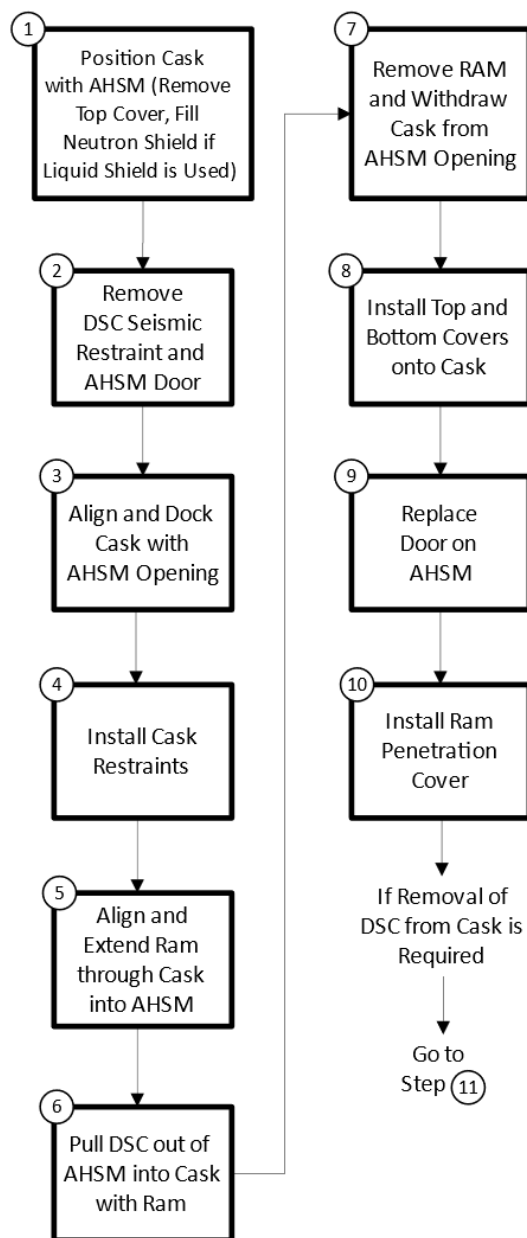 1
Position Cask
with AHSM (Remove
Top Cover, Fill
Neutron Shield if
Liquid Shield is Used)
2
Remove
DSC Seismic
Restraint and
AHSM Door
3
Align and Dock
Cask with
AHSM Opening
4
Install Cask
Restraints
5
Align and
Extend Ram
through Cask
into AHSM
6
Pull DSC out of
AHSM into Cask
with Ram
7
Remove RAM
and Withdraw
Cask from
AHSM Opening
8
Install Top and
Bottom Covers
onto Cask
9
Replace
Door on
AHSM
10
Install Ram
Penetration
Cover
If Removal of
DSC from Cask is
Required
Go to
Step 11